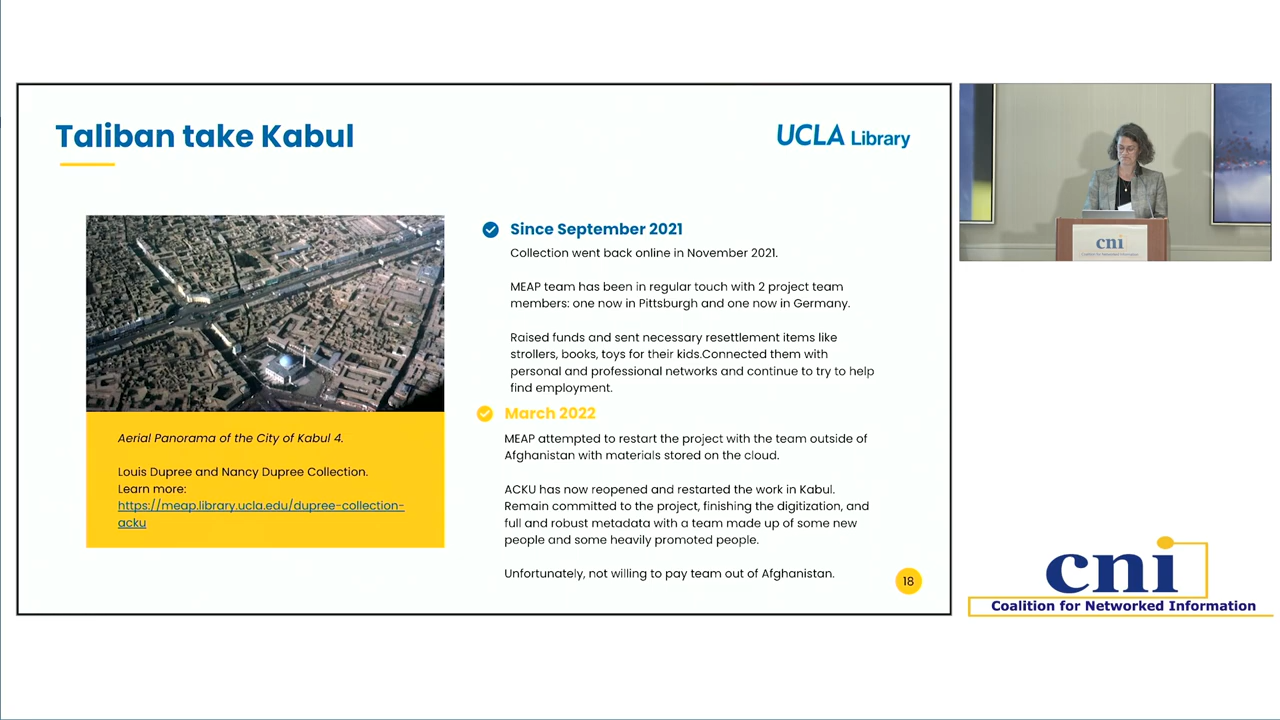 Taliban take Kabul
UCLA Library
Since September 2021
Collection went back online in November 2021.
MEAP team has been in regular touch with 2 project team
members: one now in Pittsburgh and one now in Germany.
Raised funds and sent necessary resettlement items like
strollers, books, toys for their kids.Connected them with
personal and professional networks and continue to try to help
find employment.
March 2022
MEAP attempted to restart the project with the team outside of
Afghanistan with materials stored on the cloud.
ACKU has now reopened and restarted the work in Kabul.
Remain committed to the project, finishing the digitization, and
full and robust metadata with a team made up of some new
people and some heavily promoted people.
Unfortunately, not willing to pay team out of Afghanistan.
Aerial Panorama of the City of Kabul 4.
Louis Dupree and Nancy Dupree Collection.
Learn more:
https://meap.library.ucla.edu/dupree-collection-
acku
18
cni
Coalition for Networked Information
cni
Coalition for Networked Information